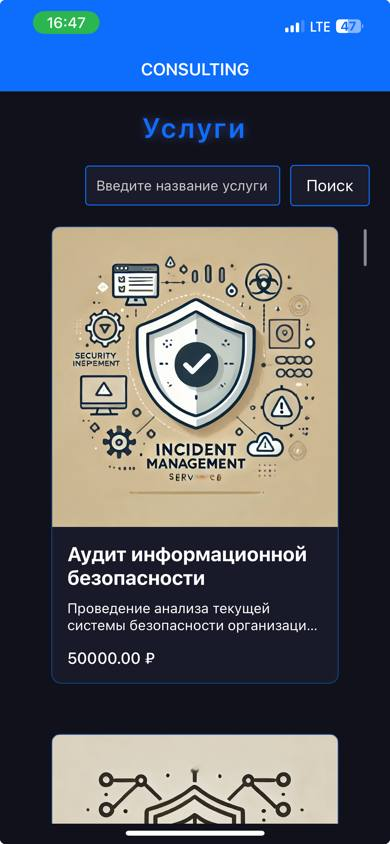 16:47
LTE
47
CONSULTING
Услуги
Введите название услуги
Поиск
SECURITY
INCIDENT
MANAGEMENT
Аудит информационной
безопасности
Проведение анализа текущей
системы безопасности организаци...
50000.00 ₽